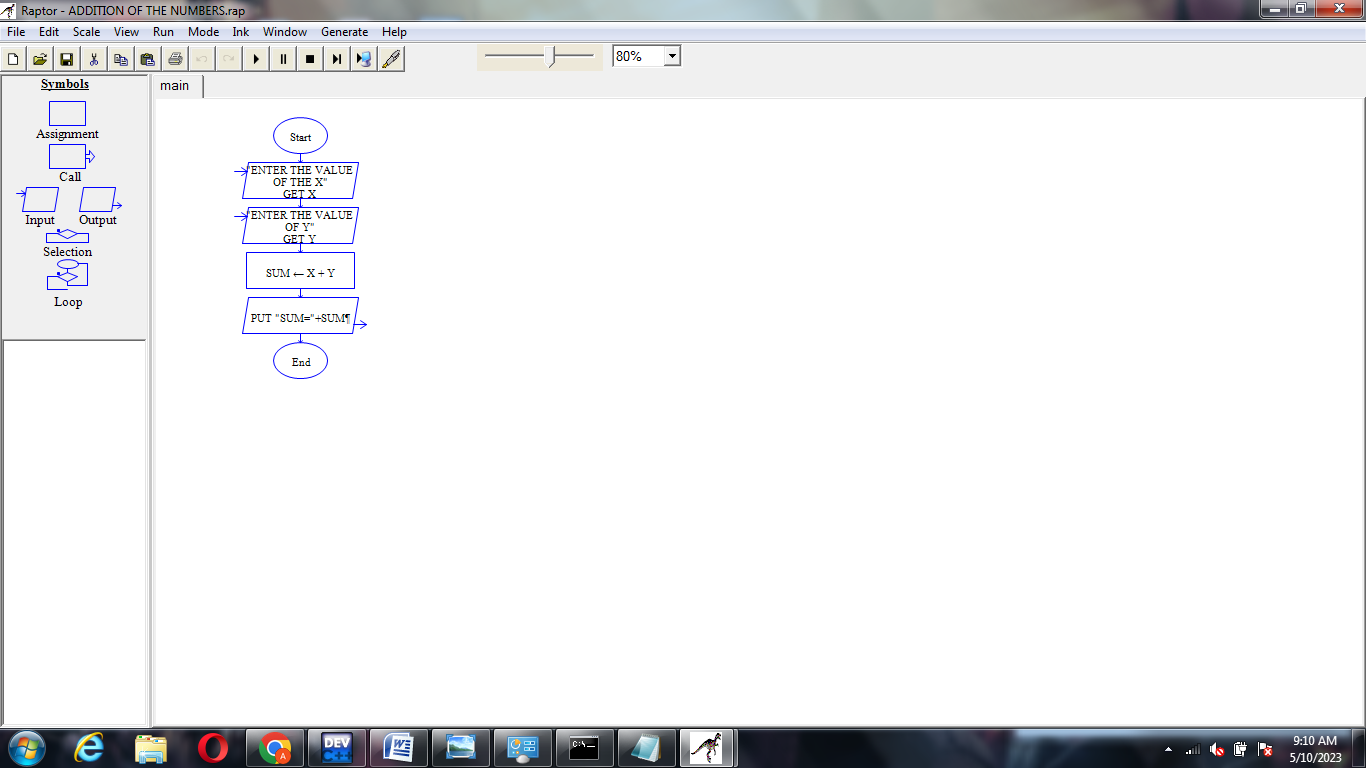 Raptor - ADDITION OF THE NUMBERS.rap
File Edit Scale View Run Mode Ink Window Generate Help
80%
Symbols
Assignment
Call
Input Output
Selection
Loop
main
Start
"ENTER THE VALUE
OF THE X"
GET X
"ENTER THE VALUE
OF Y"
GET Y
SUM ← X + Y
PUT "SUM="+SUM¶
End
DEV
C++
A
W
C:\_
9:10 AM
5/10/2023